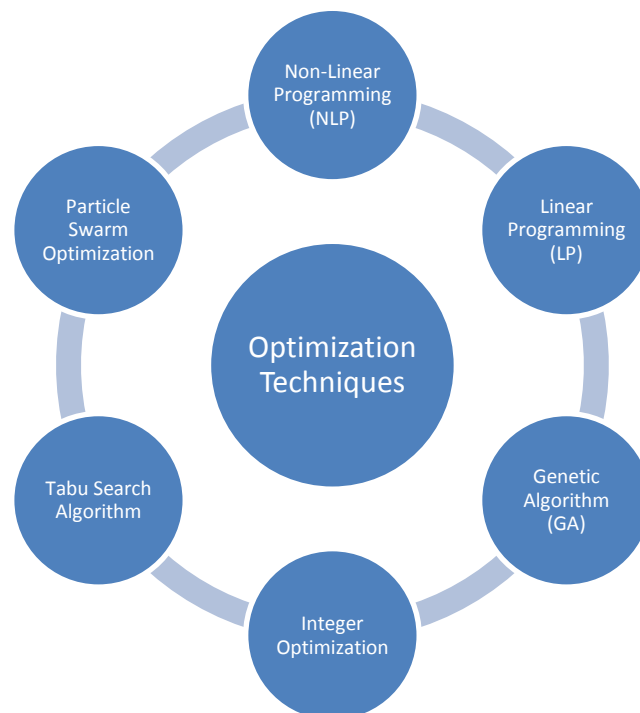 Non-Linear
Programming
(NLP)
Linear
Programming
(LP)
Genetic
Algorithm
(GA)
Integer
Optimization
Tabu Search
Algorithm
Particle
Swarm
Optimization
Optimization
Techniques